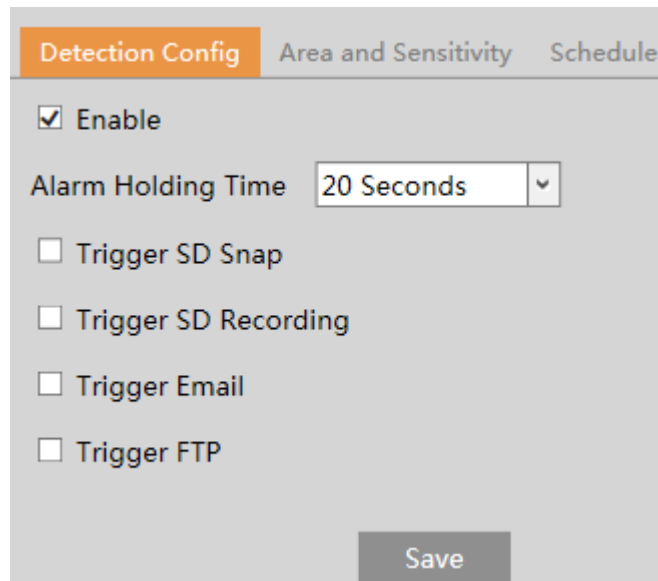 Detection Config Area and Sensitivity Schedule
Enable
Alarm Holding Time 20 Seconds
Trigger SD Snap
Trigger SD Recording
Trigger Email
Trigger FTP
Save